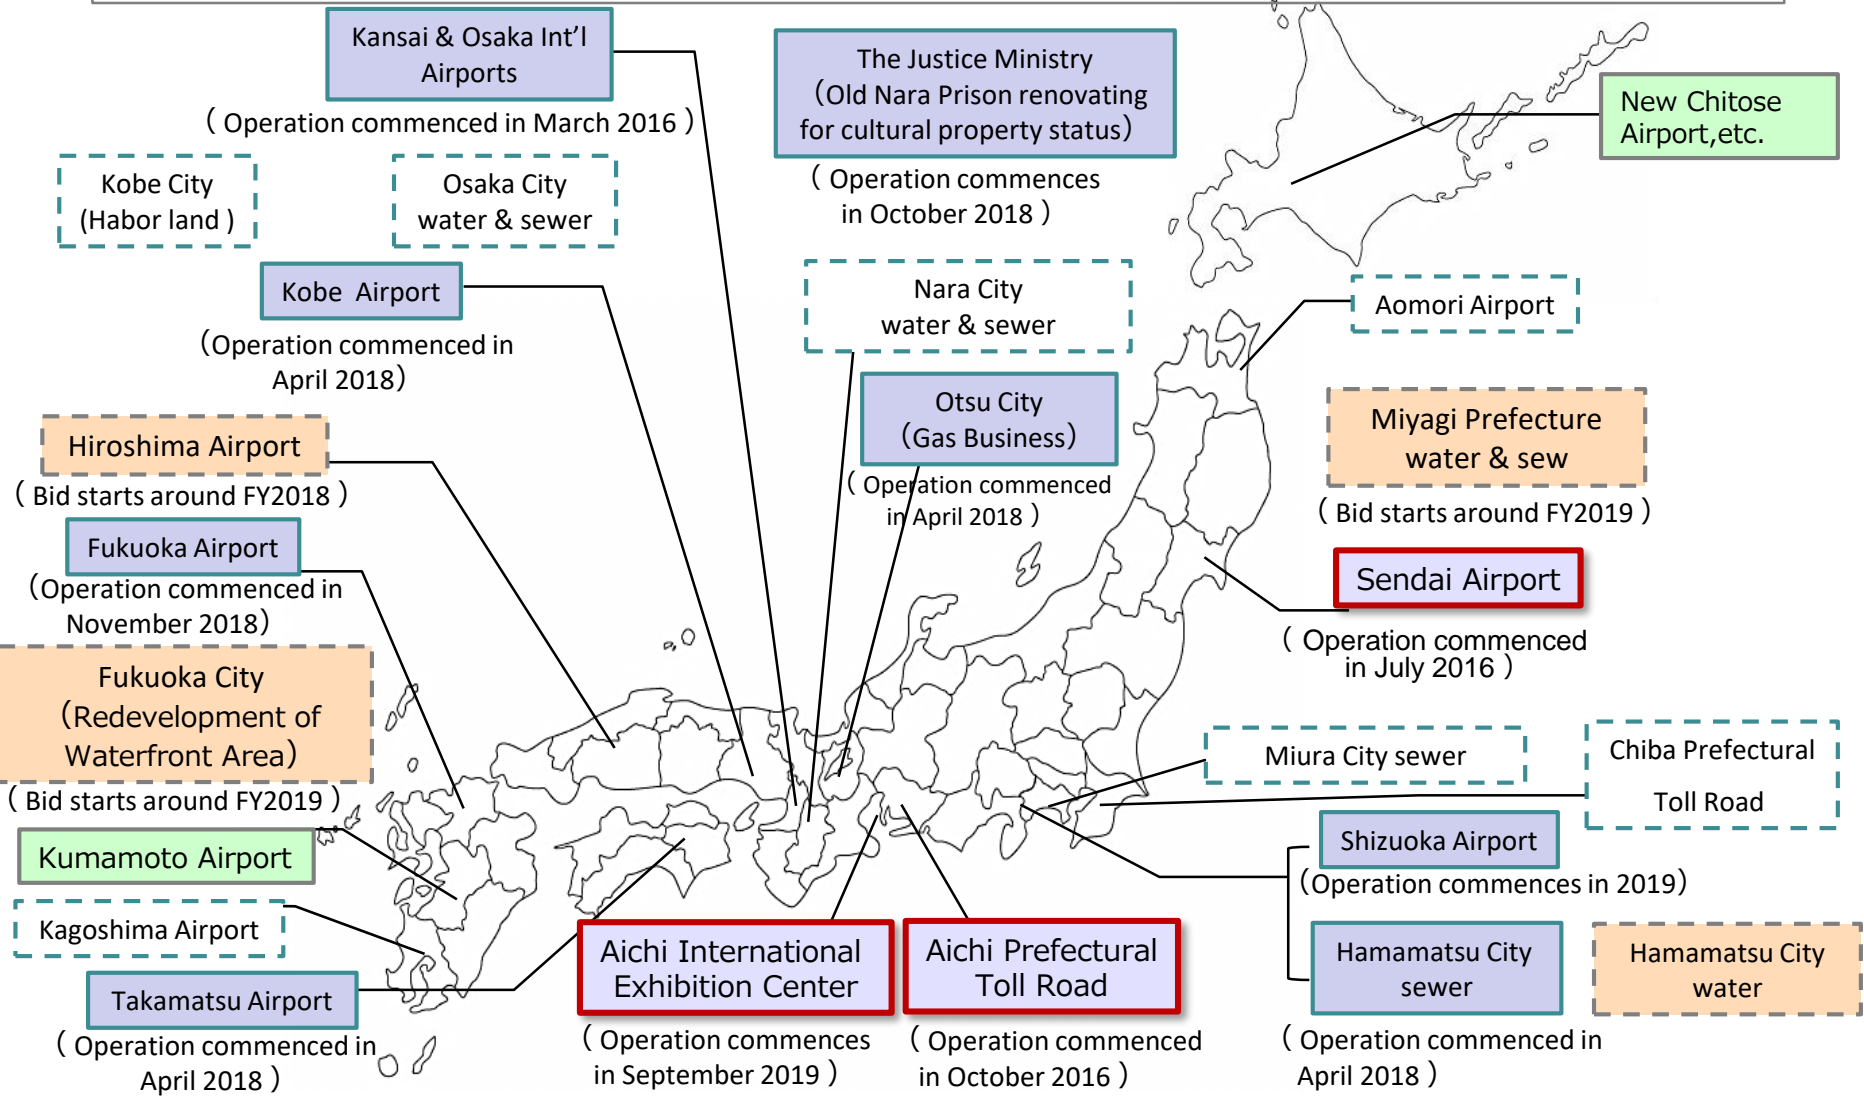 Kansai & Osaka Int'l
Airports
( Operation commenced in March 2016 )
The Justice Ministry
(Old Nara Prison renovating
for cultural property status)
( Operation commences
in October 2018 )
New Chitose
Airport,etc.
Kobe City
(Habor land )
Osaka City
water & sewer
Kobe Airport
(Operation commenced in
April 2018)
Nara City
water & sewer
Aomori Airport
Otsu City
(Gas Business)
( Operation commenced
in April 2018 )
Hiroshima Airport
( Bid starts around FY2018 )
Miyagi Prefecture
water & sew
( Bid starts around FY2019 )
Fukuoka Airport
(Operation commenced in
November 2018)
Sendai Airport
( Operation commenced
in July 2016 )
Fukuoka City
(Redevelopment of
Waterfront Area)
( Bid starts around FY2019 )
Miura City sewer
Chiba Prefectural
Toll Road
Kumamoto Airport
Shizuoka Airport
(Operation commences in 2019)
Kagoshima Airport
Takamatsu Airport
( Operation commenced in
April 2018 )
Aichi International
Exhibition Center
( Operation commences
in September 2019 )
Aichi Prefectural
Toll Road
( Operation commenced
in October 2016 )
Hamamatsu City
sewer
( Operation commenced in
April 2018 )
Hamamatsu City
water